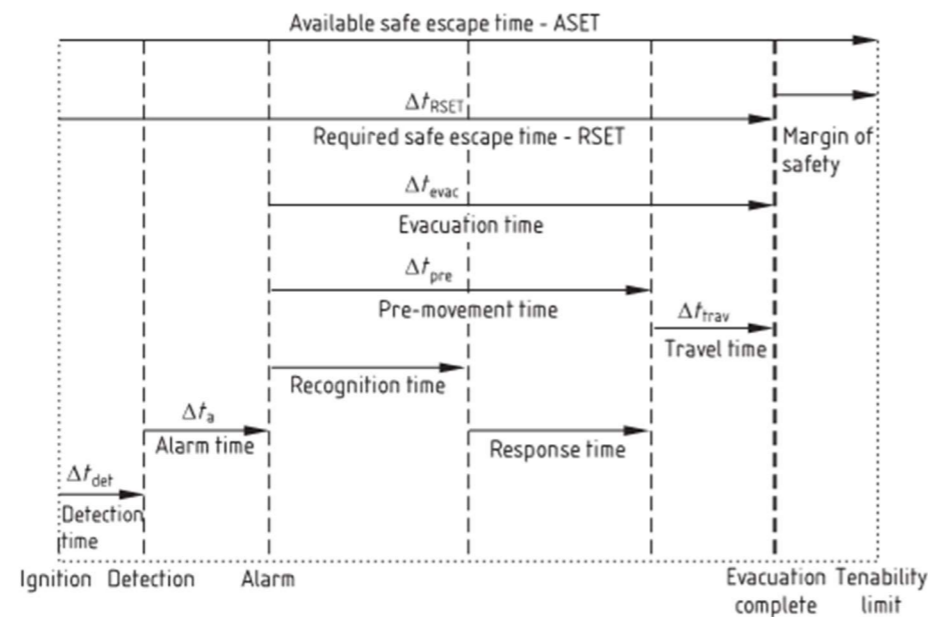 Available safe escape time - ASET
Δt_RSET
Required safe escape time - RSET
Margin of
safety
Δt_evac
Evacuation time
Δt_pre
Pre-movement time
Δt_trav
Travel time
Recognition time
Δt_a
Alarm time
Response time
Δt_det
Detection
time
Ignition Detection Alarm Evacuation Tenability
complete limit